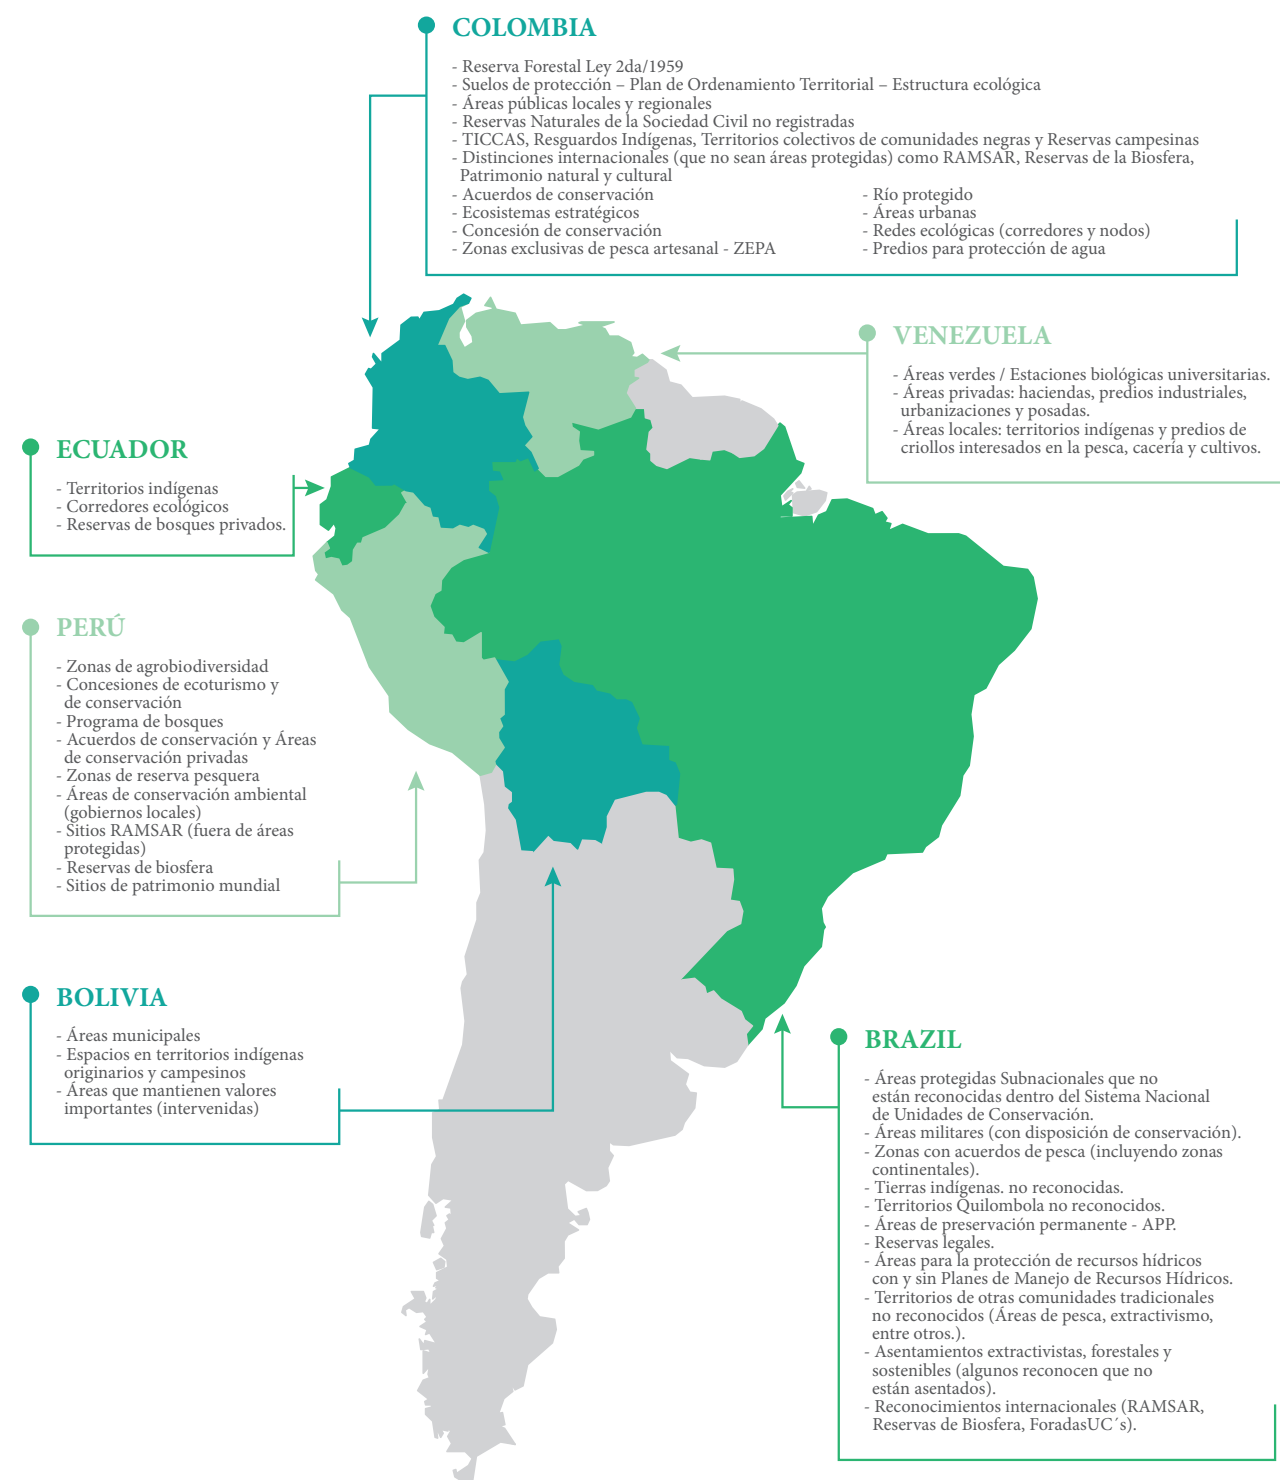 COLOMBIA
- Reserva Forestal Ley 2da/1959
- Suelos de protección – Plan de Ordenamiento Territorial – Estructura ecológica
- Áreas públicas locales y regionales
- Reservas Naturales de la Sociedad Civil no registradas
- TICCAS, Resguardos Indígenas, Territorios colectivos de comunidades negras y Reservas campesinas
- Distinciones internacionales (que no sean áreas protegidas) como RAMSAR, Reservas de la Biosfera,
Patrimonio natural y cultural
- Acuerdos de conservación
- Ecosistemas estratégicos
- Concesión de conservación
- Zonas exclusivas de pesca artesanal - ZEPA
- Río protegido
- Áreas urbanas
- Redes ecológicas (corredores y nodos)
- Predios para protección de agua
VENEZUELA
- Áreas verdes / Estaciones biológicas universitarias.
- Áreas privadas: haciendas, predios industriales,
urbanizaciones y posadas.
- Áreas locales: territorios indígenas y predios de
criollos interesados en la pesca, cacería y cultivos.
ECUADOR
- Territorios indígenas
- Corredores ecológicos
- Reservas de bosques privados.
PERÚ
- Zonas de agrobiodiversidad
- Concesiones de ecoturismo y
de conservación
- Programa de bosques
- Acuerdos de conservación y Áreas
de conservación privadas
- Zonas de reserva pesquera
- Áreas de conservación ambiental
(gobiernos locales)
- Sitios RAMSAR (fuera de áreas
protegidas)
- Reservas de biosfera
- Sitios de patrimonio mundial
BOLIVIA
- Áreas municipales
- Espacios en territorios indígenas
originarios y campesinos
- Áreas que mantienen valores
importantes (intervenidas)
BRAZIL
- Áreas protegidas Subnacionales que no
están reconocidas dentro del Sistema Nacional
de Unidades de Conservación.
- Áreas militares (con disposición de conservación).
- Zonas con acuerdos de pesca (incluyendo zonas
continentales).
- Tierras indígenas. no reconocidas.
- Territorios Quilombola no reconocidos.
- Áreas de preservación permanente - APP.
- Reservas legales.
- Áreas para la protección de recursos hídricos
con y sin Planes de Manejo de Recursos Hídricos.
- Territorios de otras comunidades tradicionales
no reconocidos (Áreas de pesca, extractivismo,
entre otros.).
- Asentamientos extractivistas, forestales y
sostenibles (algunos reconocen que no
están asentados).
- Reconocimientos internacionales (RAMSAR,
Reservas de Biosfera, ForadasUC´s).